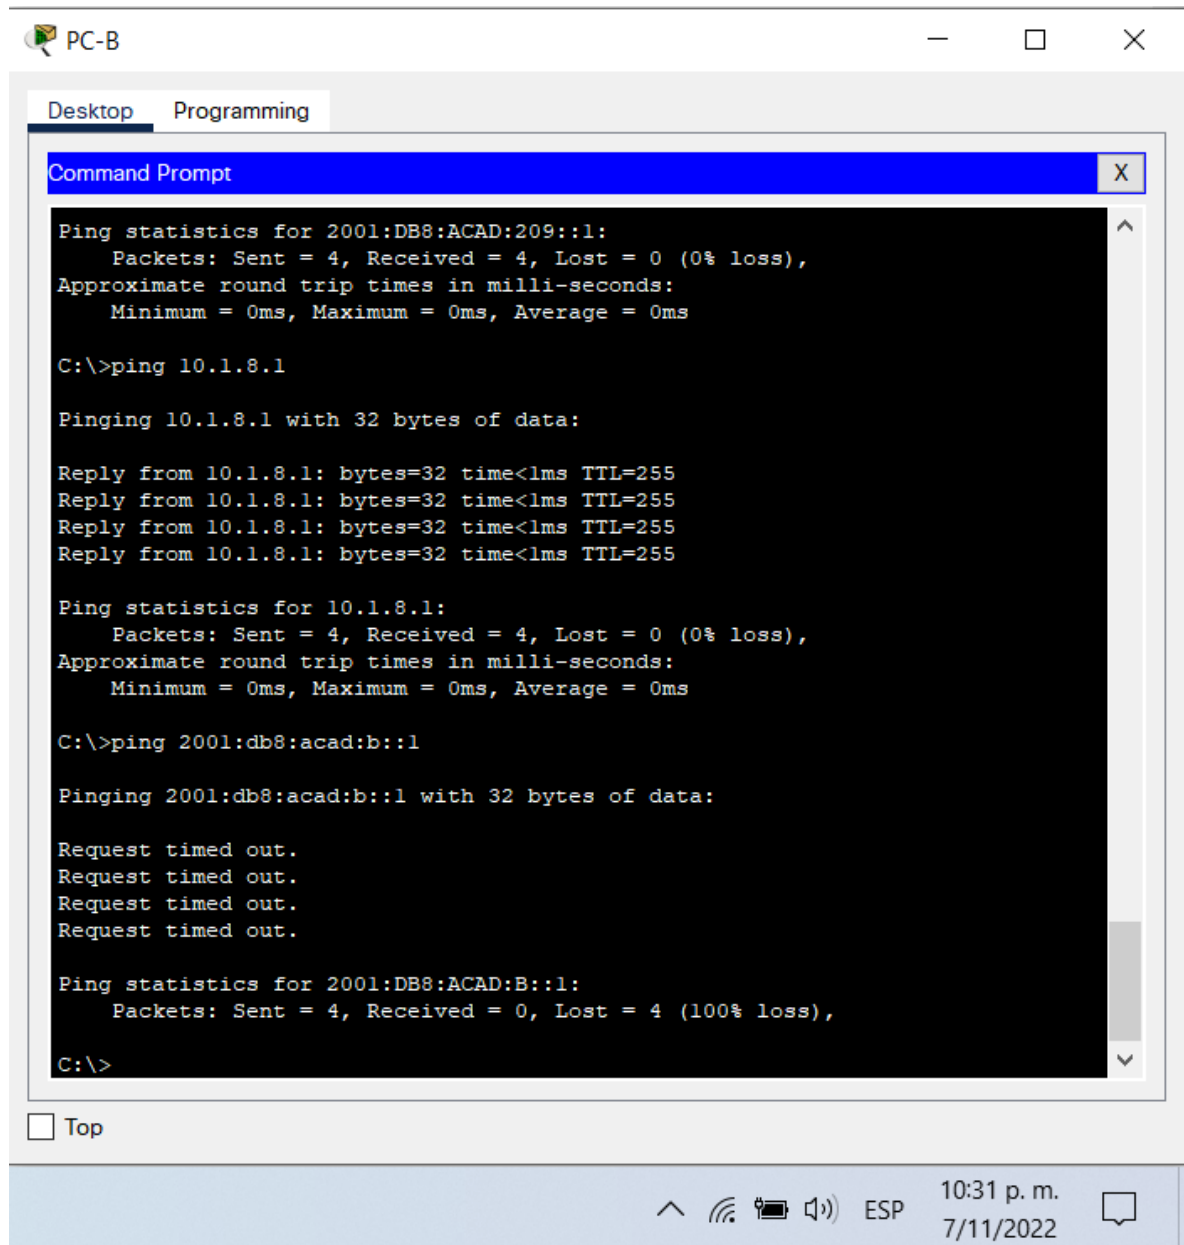 PC-B
Desktop Programming
Command Prompt X
Ping statistics for 2001:DB8:ACAD:209::1:
Packets: Sent = 4, Received = 4, Lost = 0 (0% loss),
Approximate round trip times in milli-seconds:
Minimum = 0ms, Maximum = 0ms, Average = 0ms
C:\>ping 10.1.8.1
Pinging 10.1.8.1 with 32 bytes of data:
Reply from 10.1.8.1: bytes=32 time<1ms TTL=255
Reply from 10.1.8.1: bytes=32 time<1ms TTL=255
Reply from 10.1.8.1: bytes=32 time<1ms TTL=255
Reply from 10.1.8.1: bytes=32 time<1ms TTL=255
Ping statistics for 10.1.8.1:
Packets: Sent = 4, Received = 4, Lost = 0 (0% loss),
Approximate round trip times in milli-seconds:
Minimum = 0ms, Maximum = 0ms, Average = 0ms
C:\>ping 2001:db8:acad:b::1
Pinging 2001:db8:acad:b::1 with 32 bytes of data:
Request timed out.
Request timed out.
Request timed out.
Request timed out.
Ping statistics for 2001:DB8:ACAD:B::1:
Packets: Sent = 4, Received = 0, Lost = 4 (100% loss),
C:\>
Top
ESP
10:31 p. m.
7/11/2022